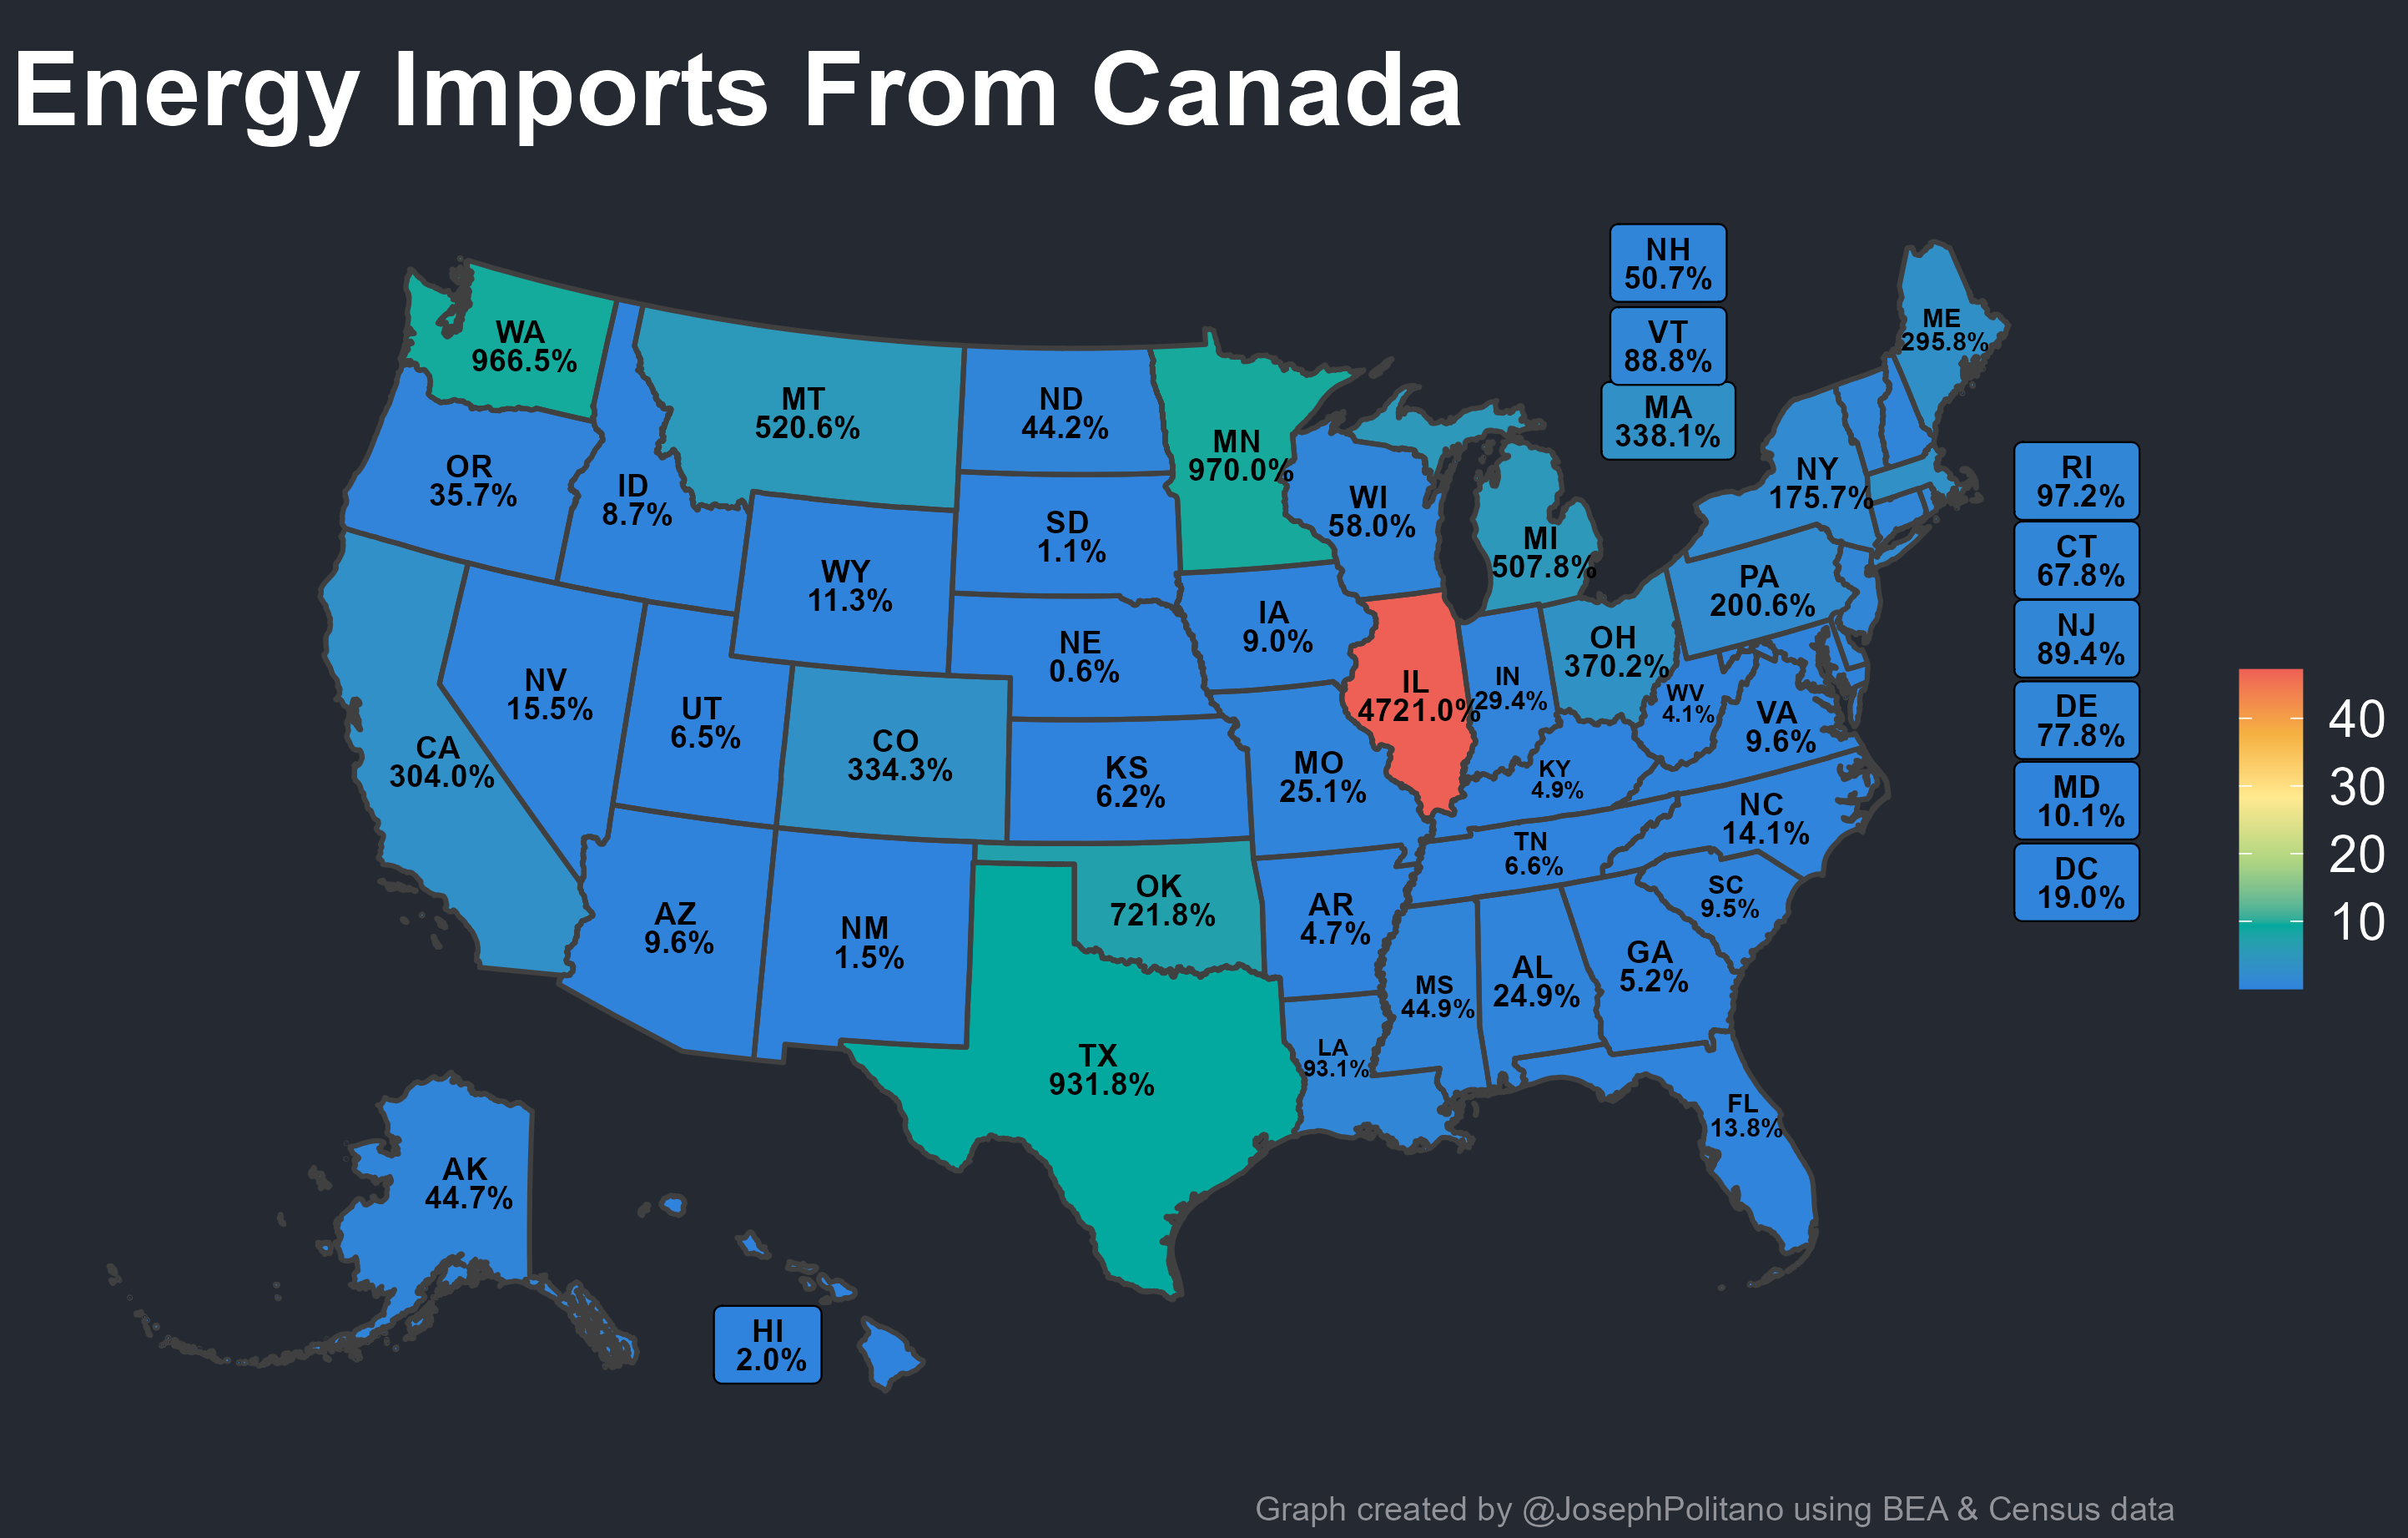 Energy Imports From Canada
NH
50.7%
VT
88.8%
MA
338.1%
ME
295.8%
WA
966.5%
MT
520.6%
ND
44.2%
MN
970.0%
OR
35.7%
ID
8.7%
SD
1.1%
WI
58.0%
MI
507.8%
NY
175.7%
RI
97.2%
CT
67.8%
WY
11.3%
PA
200.6%
NE
0.6%
IA
9.0%
OH
370.2%
NJ
89.4%
NV
15.5%
UT
6.5%
IL
4721.0%
IN
29.4%
WV
4.1%
VA
9.6%
DE
77.8%
CA
304.0%
CO
334.3%
KS
6.2%
MO
25.1%
KY
4.9%
NC
14.1%
MD
10.1%
TN
6.6%
DC
19.0%
AZ
9.6%
NM
1.5%
OK
721.8%
AR
4.7%
SC
9.5%
MS
44.9%
AL
24.9%
GA
5.2%
TX
931.8%
LA
93.1%
FL
13.8%
AK
44.7%
HI
2.0%
40
30
20
10
Graph created by @JosephPolitano using BEA & Census data